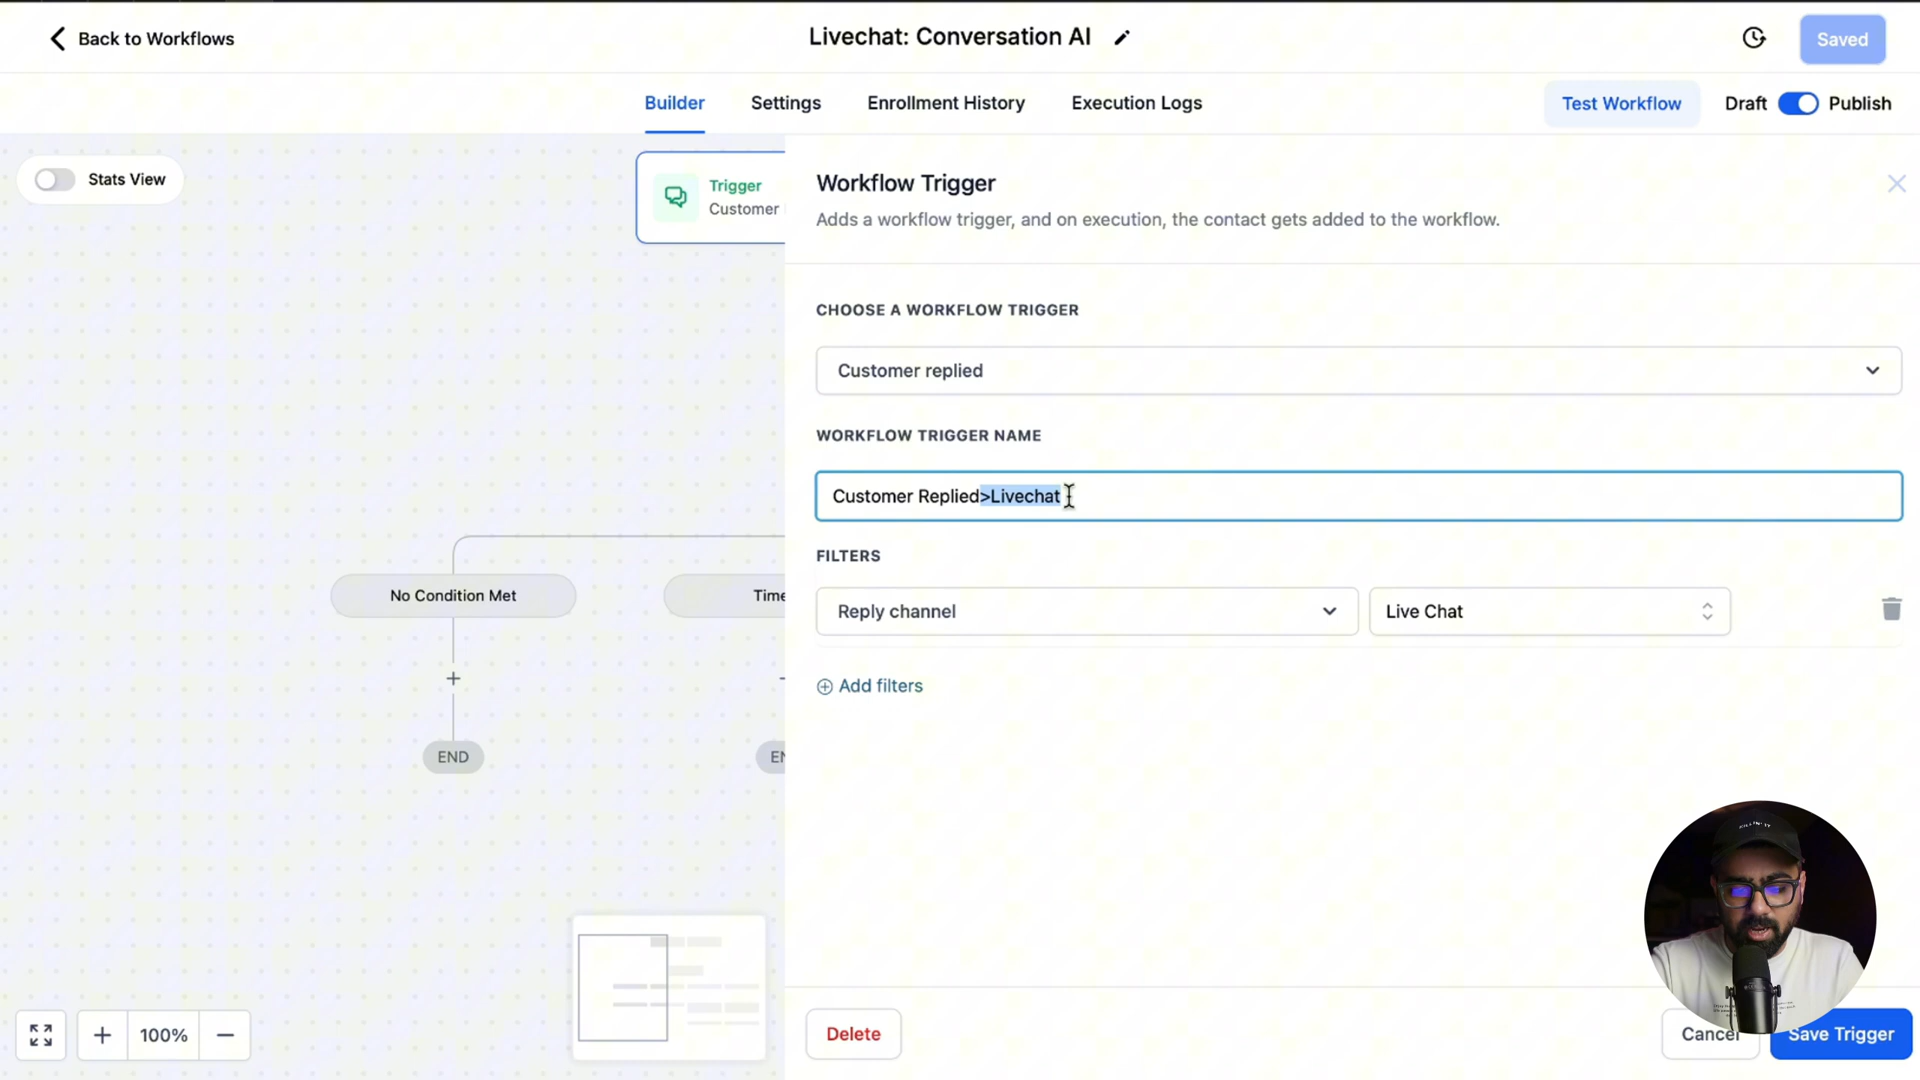 Back to Workflows
Livechat: Conversation AI
Saved
Builder
Settings
Enrollment History
Execution Logs
Test Workflow
Draft
Publish
Stats View
Trigger
Customer
Workflow Trigger
Adds a workflow trigger, and on execution, the contact gets added to the workflow.
CHOOSE A WORKFLOW TRIGGER
Customer replied
WORKFLOW TRIGGER NAME
Customer Replied>Livechat
FILTERS
Reply channel
Live Chat
Add filters
No Condition Met
Time
END
EN
100%
Delete
Cancel
Save Trigger